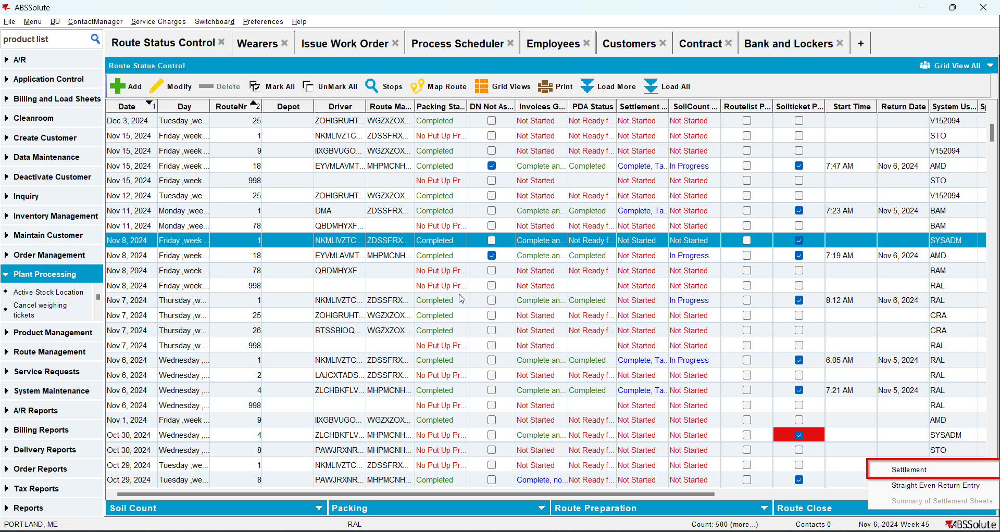 ABSSolute
File Menu BU ContactManager Service Charges Switchboard Preferences Help
product list
Route Status Control Wearers Issue Work Order Process Scheduler Employees Customers Contract Bank and Lockers +
Route Status Control Grid View All
Add Modify Delete Mark All UnMark All Stops Map Route Grid Views Print Load More Load All
A/R
Application Control
Billing and Load Sheets
Cleanroom
Create Customer
Data Maintenance
Deactivate Customer
Inquiry
Inventory Management
Maintain Customer
Order Management
Plant Processing
Active Stock Location
Cancel weighing
tickets
Product Management
Route Management
Service Requests
System Maintenance
A/R Reports
Billing Reports
Delivery Reports
Order Reports
Tax Reports
Reports
Date 1 Day RouteNr 2 Depot Driver Route Ma... Packing Sta... DN Not As... Invoices G... PDA Status Settlement ... SoilCount ... Routelist P... Soilticket P... Start Time Return Date System Us...
Dec 3, 2024 Tuesday ,we... 25 ZOHIGRUHT... WGZXZOX... Completed Not Started Not Ready f... Not Started Not Started V152094
Nov 15, 2024 Friday ,week ... 1 NKMLIVZTC... ZDSSFRX... No Put Up Pr... Not Started Not Ready f... Not Started Not Started STO
Nov 15, 2024 Friday ,week ... 9 IIXGBVUGO... WGZXZOX... Completed Not Started Not Ready f... Not Started Not Started V152094
Nov 15, 2024 Friday ,week ... 18 EYVMLAVMT... MHPMCNH... Completed Complete an... Completed Complete, Ta... In Progress 7:47 AM Nov 6, 2024 AMD
Nov 15, 2024 Friday ,week ... 998 No Put Up Pr... Not Started Not Started Not Started STO
Nov 12, 2024 Tuesday ,we... 25 ZOHIGRUHT... WGZXZOX... Completed Not Started Not Ready f... Not Started Not Started V152094
Nov 11, 2024 Monday ,wee... 1 DMA ZDSSFRX... Completed Complete an... Completed Complete, Ta... Not Started 7:23 AM Nov 5, 2024 BAM
Nov 11, 2024 Monday ,wee... 78 QBDMHYXF... No Put Up Pr... Not Started Not Ready f... Not Started Not Started BAM
Nov 8, 2024 Friday ,week ... 1 NKMLIVZTC... ZDSSFRX... Completed Complete an... Not Ready f... Not Started Not Started SYSADM
Nov 8, 2024 Friday ,week ... 18 EYVMLAVMT... MHPMCNH... Completed Complete an... Completed Not Started In Progress 7:19 AM Nov 6, 2024 AMD
Nov 8, 2024 Friday ,week ... 78 QBDMHYXF... No Put Up Pr... Not Started Not Ready f... Not Started Not Started BAM
Nov 8, 2024 Friday ,week ... 998 No Put Up Pr... Not Started Not Started Not Started RAL
Nov 7, 2024 Thursday ,w... 1 NKMLIVZTC... ZDSSFRX... Completed Complete an... Completed Not Started In Progress 8:12 AM Nov 6, 2024 RAL
Nov 7, 2024 Thursday ,w... 25 ZOHIGRUHT... WGZXZOX... Completed Not Started Not Ready f... Not Started Not Started CRA
Nov 7, 2024 Thursday ,w... 26 BTSSBIOQ... WGZXZOX... Completed Not Started Not Ready f... Not Started Not Started CRA
Nov 7, 2024 Thursday ,w... 998 No Put Up Pr... Not Started Not Started Not Started RAL
Nov 6, 2024 Wednesday ,... 1 NKMLIVZTC... ZDSSFRX... Completed Complete an... Completed Complete, Ta... In Progress 6:05 AM Nov 5, 2024 RAL
Nov 6, 2024 Wednesday ,... 2 LAJCXTADS... ZDSSFRX... No Put Up Pr... Not Started Not Ready f... Not Started Not Started RAL
Nov 6, 2024 Wednesday ,... 4 ZLCHBKFLV... MHPMCNH... Completed Complete an... Completed Complete, Ta... Not Started 7:21 AM Nov 5, 2024 RAL
Nov 6, 2024 Wednesday ,... 998 No Put Up Pr... Not Started Not Started Not Started RAL
Nov 1, 2024 Friday ,week ... 9 IIXGBVUGO... WGZXZOX... Completed Not Started Not Ready f... Not Started Not Started AMD
Oct 30, 2024 Wednesday ,... 4 ZLCHBKFLV... MHPMCNH... No Put Up Pr... Complete an... Not Ready f... Not Started Not Started SYSADM
Oct 30, 2024 Wednesday ,... 8 PAWJRXNR... MHPMCNH... No Put Up Pr... Not Started Not Ready f... Not Started Not Started STO
Oct 29, 2024 Tuesday ,we... 1 NKMLIVZTC... ZDSSFRX... No Put Up Pr... Not Started Not Ready f... Not Started Not Started
Oct 29, 2024 Tuesday ,we... 8 PAWJRXNR... MHPMCNH... Completed Complete, no... Not Ready f... Not Started Not Started
Settlement
Straight Even Return Entry
Summary of Settlement Sheets
Soil Count Packing Route Preparation Route Close
PORTLAND, ME - - RAL Count: 500 (more...) Contacts 0 Nov 6, 2024 Week 45 ABSSolute